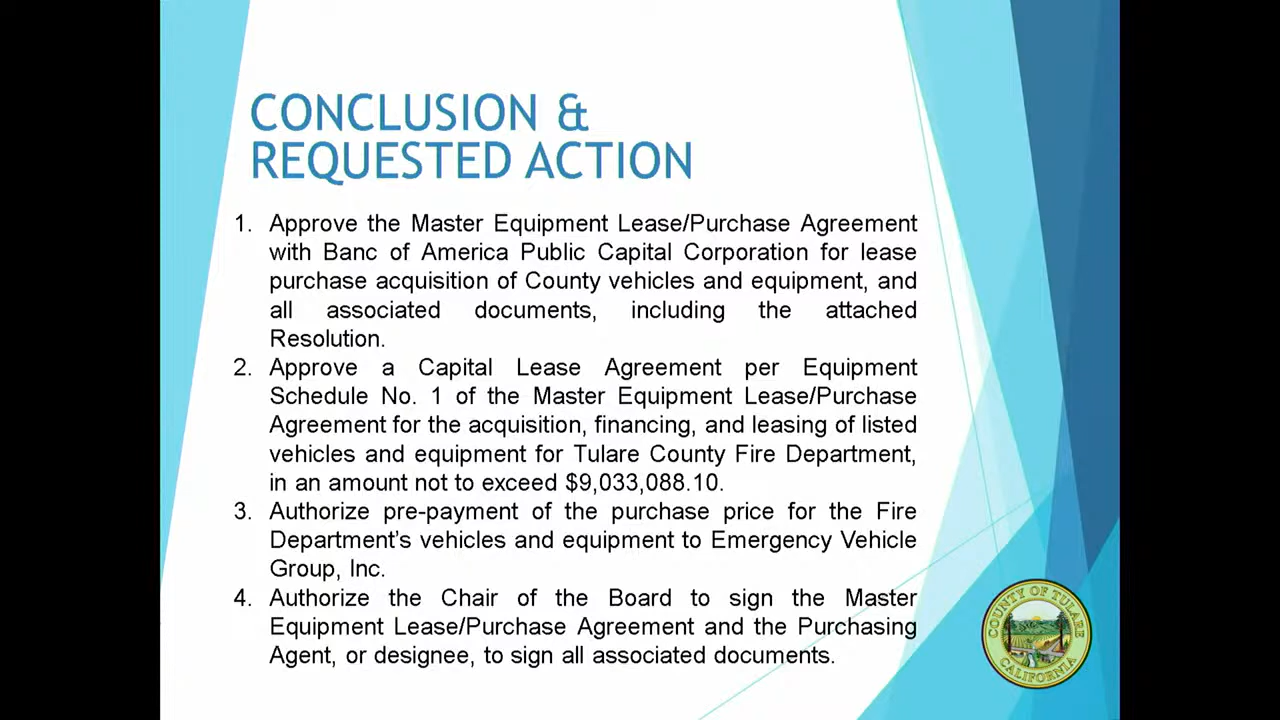 CONCLUSION &
REQUESTED ACTION
1. Approve the Master Equipment Lease/Purchase Agreement
with Banc of America Public Capital Corporation for lease
purchase acquisition of County vehicles and equipment, and
all associated documents, including the attached
Resolution.
2. Approve a Capital Lease Agreement per Equipment
Schedule No. 1 of the Master Equipment Lease/Purchase
Agreement for the acquisition, financing, and leasing of listed
vehicles and equipment for Tulare County Fire Department,
in an amount not to exceed $9,033,088.10.
3. Authorize pre-payment of the purchase price for the Fire
Department’s vehicles and equipment to Emergency Vehicle
Group, Inc.
4. Authorize the Chair of the Board to sign the Master
Equipment Lease/Purchase Agreement and the Purchasing
Agent, or designee, to sign all associated documents.
COUNTY OF TULARE
CALIFORNIA